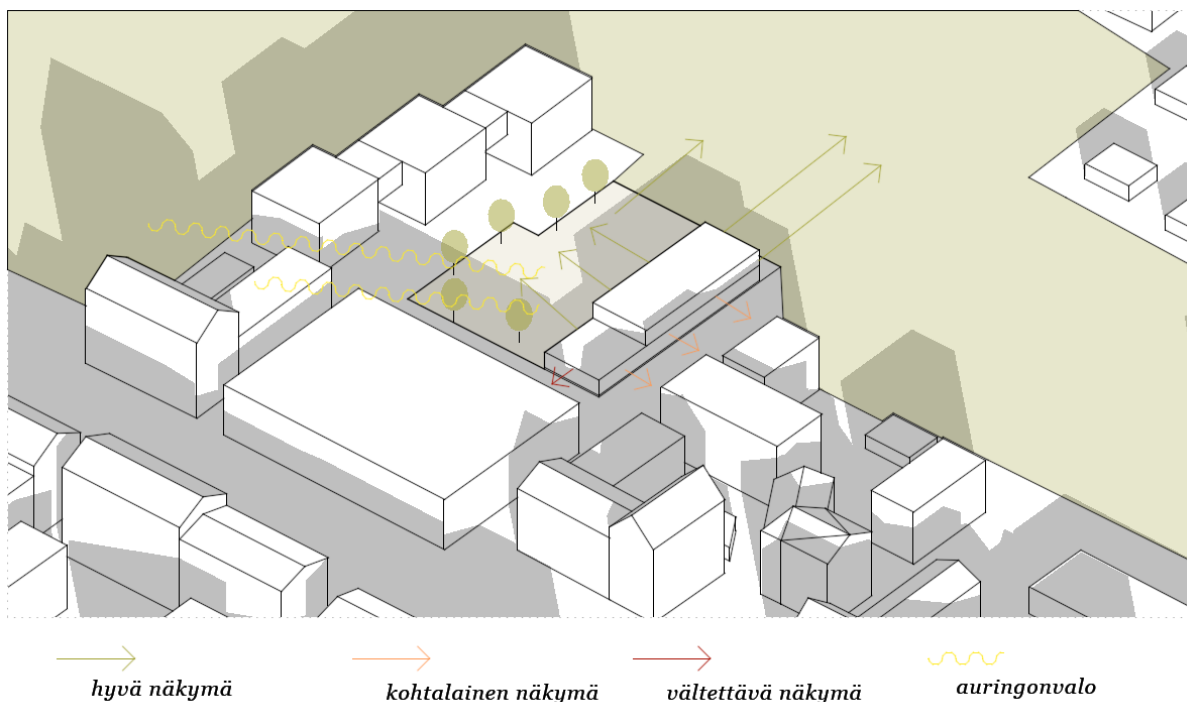 hyvä näkymä
kohtalainen näkymä
vältettävä näkymä
auringonvalo